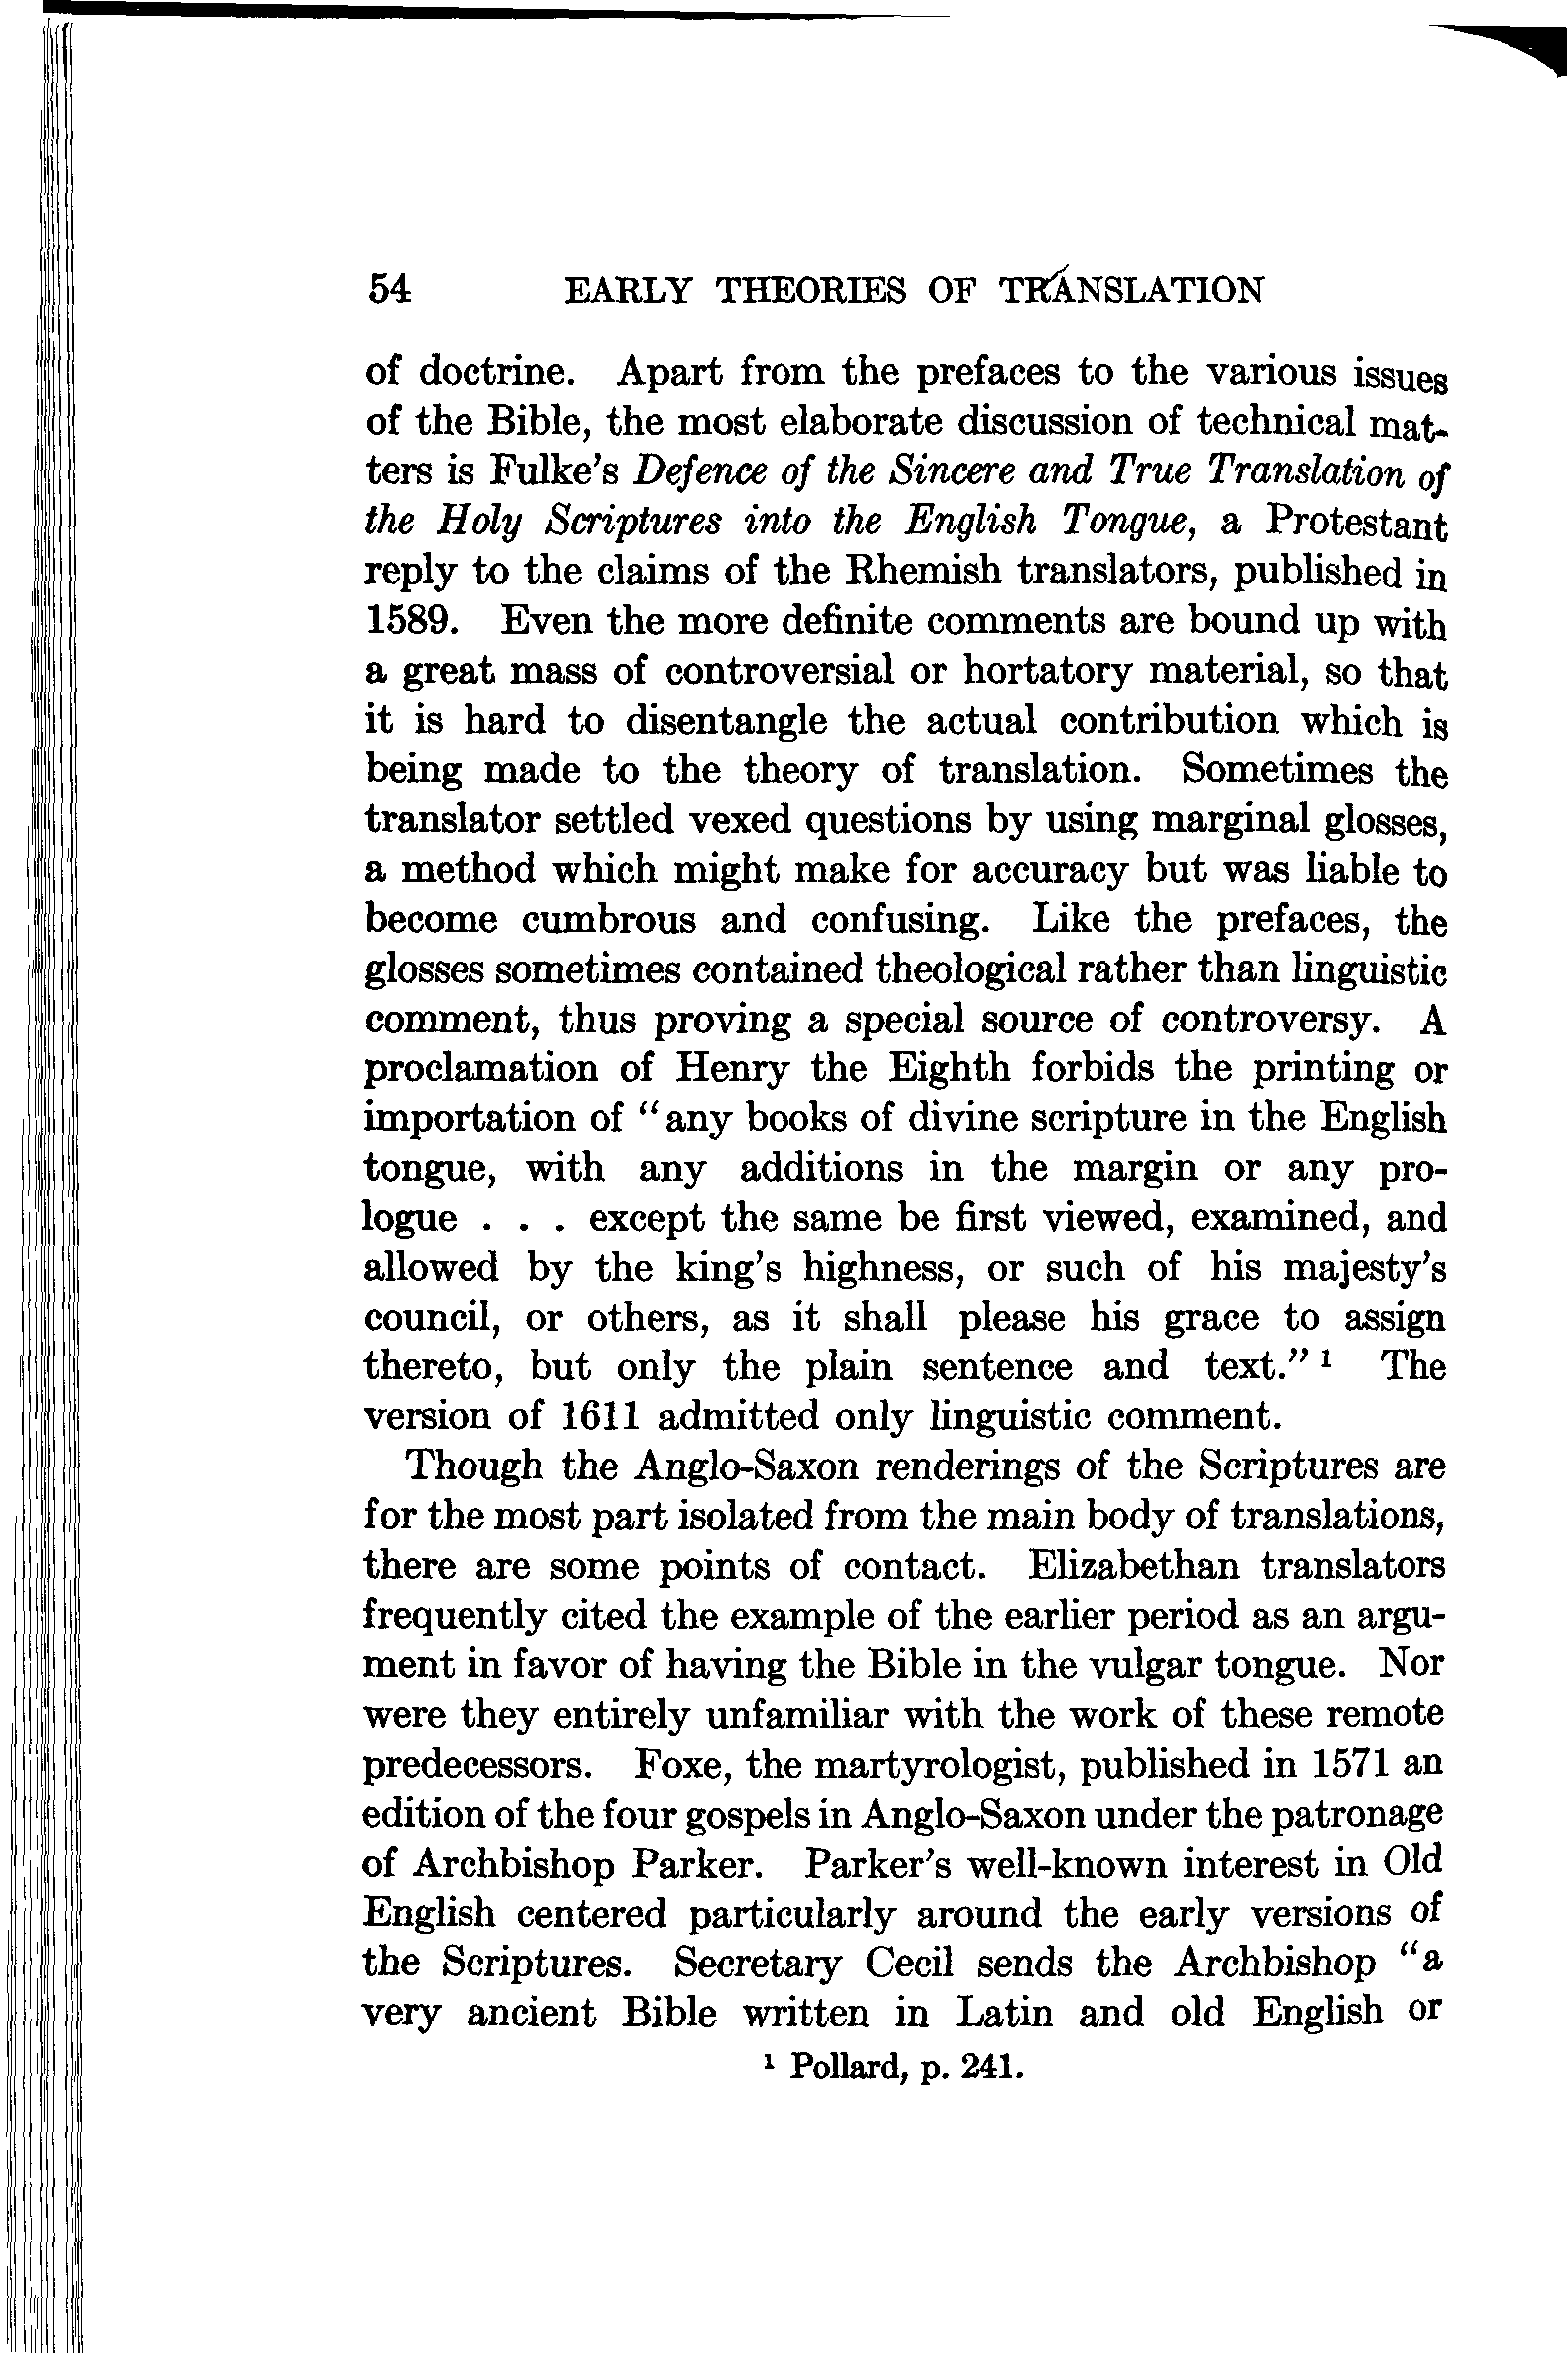 54 EARLY THEORIES OF TRANSLATION
of doctrine. Apart from the prefaces to the various issues
of the Bible, the most elaborate discussion of technical mat-
ters is Fulke's Defence of the Sincere and True Translation of
the Holy Scriptures into the English Tongue, a Protestant
reply to the claims of the Rhemish translators, published in
1589. Even the more definite comments are bound up with
a great mass of controversial or hortatory material, so that
it is hard to disentangle the actual contribution which is
being made to the theory of translation. Sometimes the
translator settled vexed questions by using marginal glosses,
a method which might make for accuracy but was liable to
become cumbrous and confusing. Like the prefaces, the
glosses sometimes contained theological rather than linguistic
comment, thus proving a special source of controversy. A
proclamation of Henry the Eighth forbids the printing or
importation of “any books of divine scripture in the English
tongue, with any additions in the margin or any pro-
logue . . . except the same be first viewed, examined, and
allowed by the king's highness, or such of his majesty's
council, or others, as it shall please his grace to assign
thereto, but only the plain sentence and text.” ¹ The
version of 1611 admitted only linguistic comment.
Though the Anglo-Saxon renderings of the Scriptures are
for the most part isolated from the main body of translations,
there are some points of contact. Elizabethan translators
frequently cited the example of the earlier period as an argu-
ment in favor of having the Bible in the vulgar tongue. Nor
were they entirely unfamiliar with the work of these remote
predecessors. Foxe, the martyrologist, published in 1571 an
edition of the four gospels in Anglo-Saxon under the patronage
of Archbishop Parker. Parker's well-known interest in Old
English centered particularly around the early versions of
the Scriptures. Secretary Cecil sends the Archbishop “a
very ancient Bible written in Latin and old English or
¹ Pollard, p. 241.